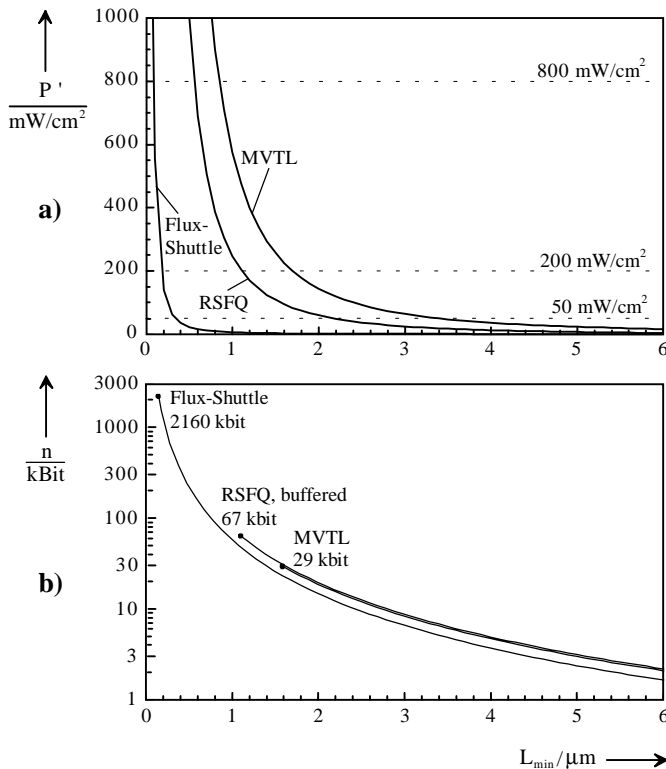 1000
800 mW/cm²
800
P '
mW/cm²
600
MVTL
a)
400
Flux-
Shuttle
200 mW/cm²
200
RSFQ
50 mW/cm²
0
0 1 2 3 4 5 6
3000
Flux-Shuttle
2160 kbit
1000
n
kBit
300
RSFQ, buffered
67 kbit
100
MVTL
29 kbit
30
b)
10
3
1
0 1 2 3 4 5 6
L_min/μm